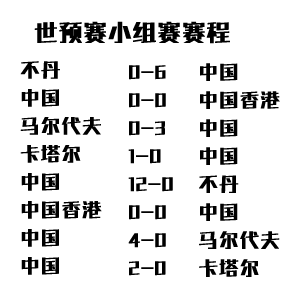 世预赛小组赛赛程
不丹 0-6 中国
中国 0-0 中国香港
马尔代夫 0-3 中国
卡塔尔 1-0 中国
中国 12-0 不丹
中国香港 0-0 中国
中国 4-0 马尔代夫
中国 2-0 卡塔尔